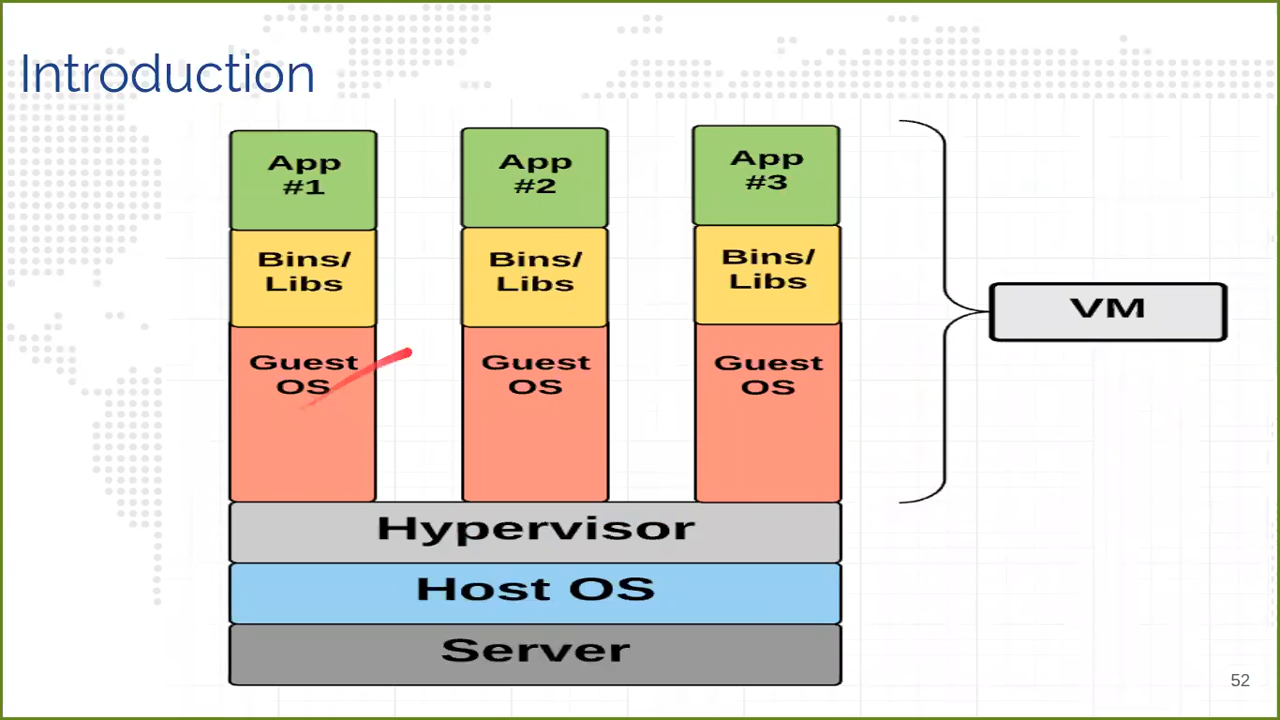 Introduction
App
#1
App
#2
App
#3
Bins/
Libs
Bins/
Libs
Bins/
Libs
VM
Guest
OS
Guest
OS
Guest
OS
Hypervisor
Host OS
Server
52